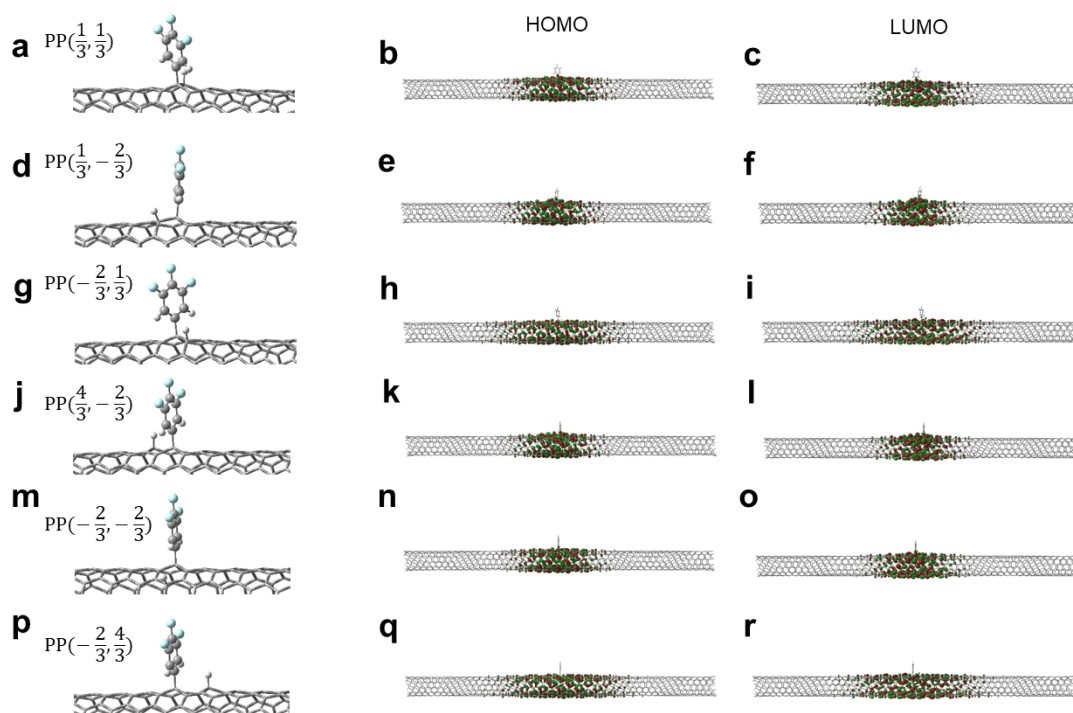 HOMO LUMO
a PP(1/3, 1/3) b c
d PP(1/3, −2/3) e f
g PP(−2/3, 1/3) h i
j PP(4/3, −2/3) k l
m PP(−2/3, −2/3) n o
p PP(−2/3, 4/3) q r